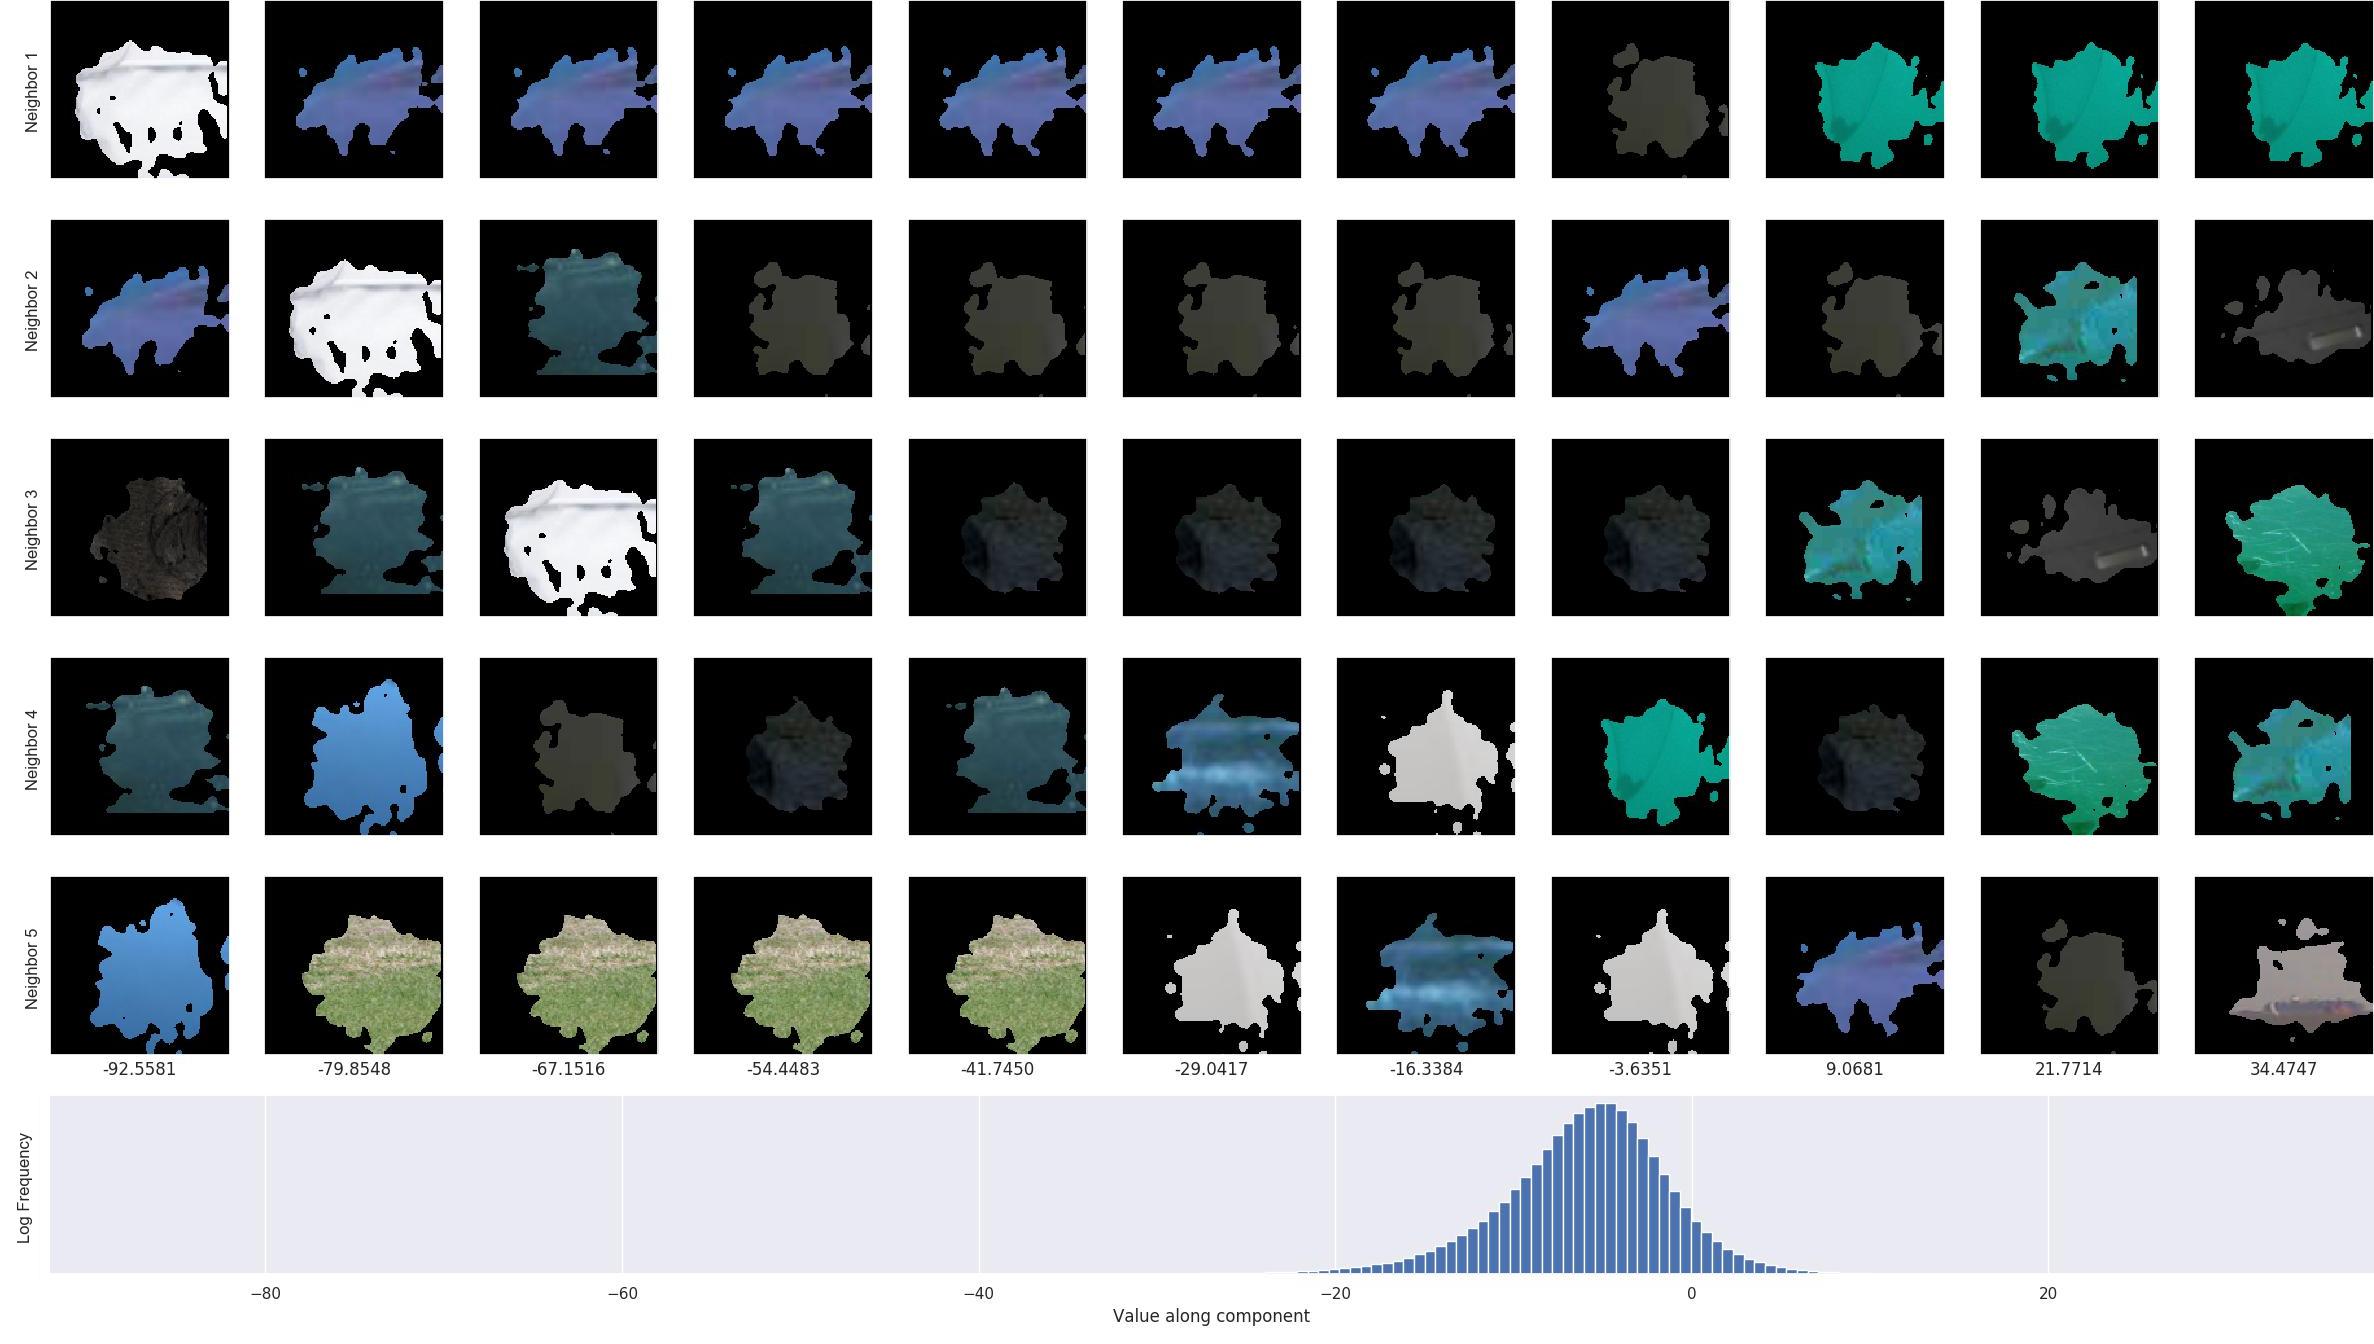 Neighbor 1
Neighbor 2
Neighbor 3
Neighbor 4
Neighbor 5
-92.5581 -79.8548 -67.1516 -54.4483 -41.7450 -29.0417 -16.3384 -3.6351 9.0681 21.7714 34.4747
Log Frequency
−80 −60 −40 −20 0 20
Value along component